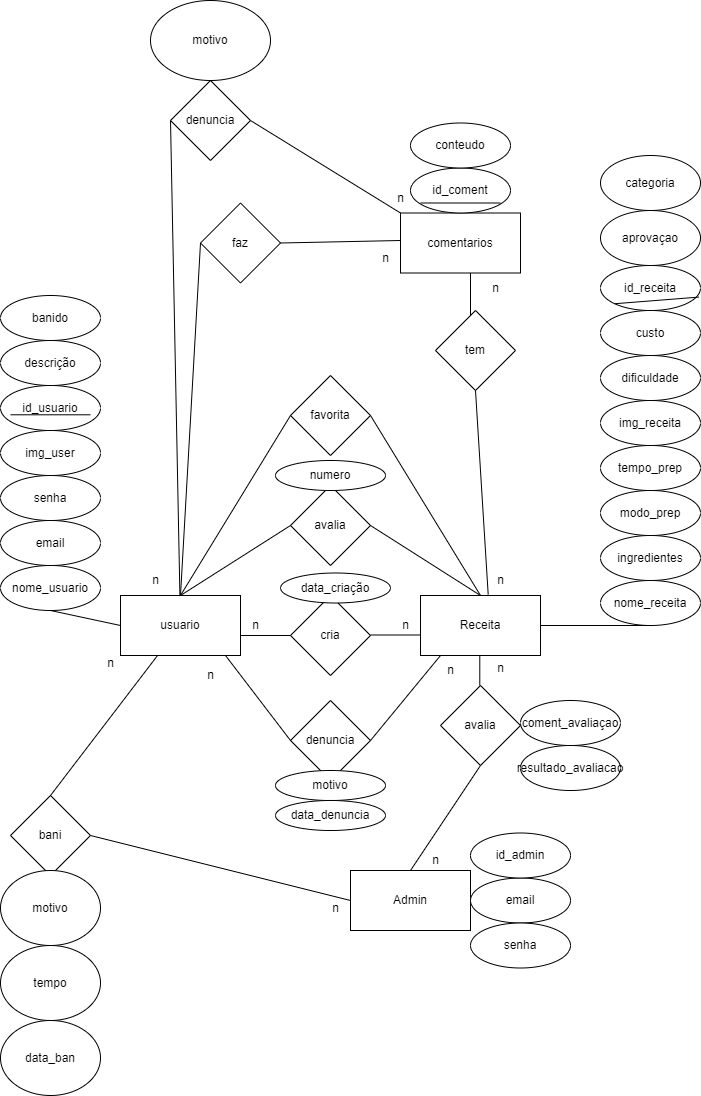 motivo
denuncia
conteudo
id_coment
n
comentarios
faz
n
n
categoria
aprovaçao
id_receita
custo
dificuldade
img_receita
tempo_prep
modo_prep
ingredientes
nome_receita
tem
banido
descrição
id_usuario
img_user
senha
email
nome_usuario
favorita
numero
avalia
n
n
data_criação
usuario
n
cria
n
Receita
n
n
n
n
denuncia
motivo
data_denuncia
avalia
coment_avaliaçao
resultado_avaliacao
bani
motivo
tempo
data_ban
n
n
Admin
id_admin
email
senha